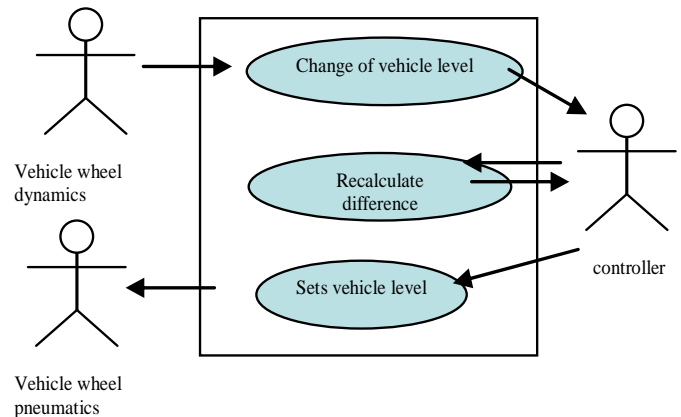 Change of vehicle level
Vehicle wheel
dynamics
Recalculate
difference
controller
Sets vehicle level
Vehicle wheel
pneumatics